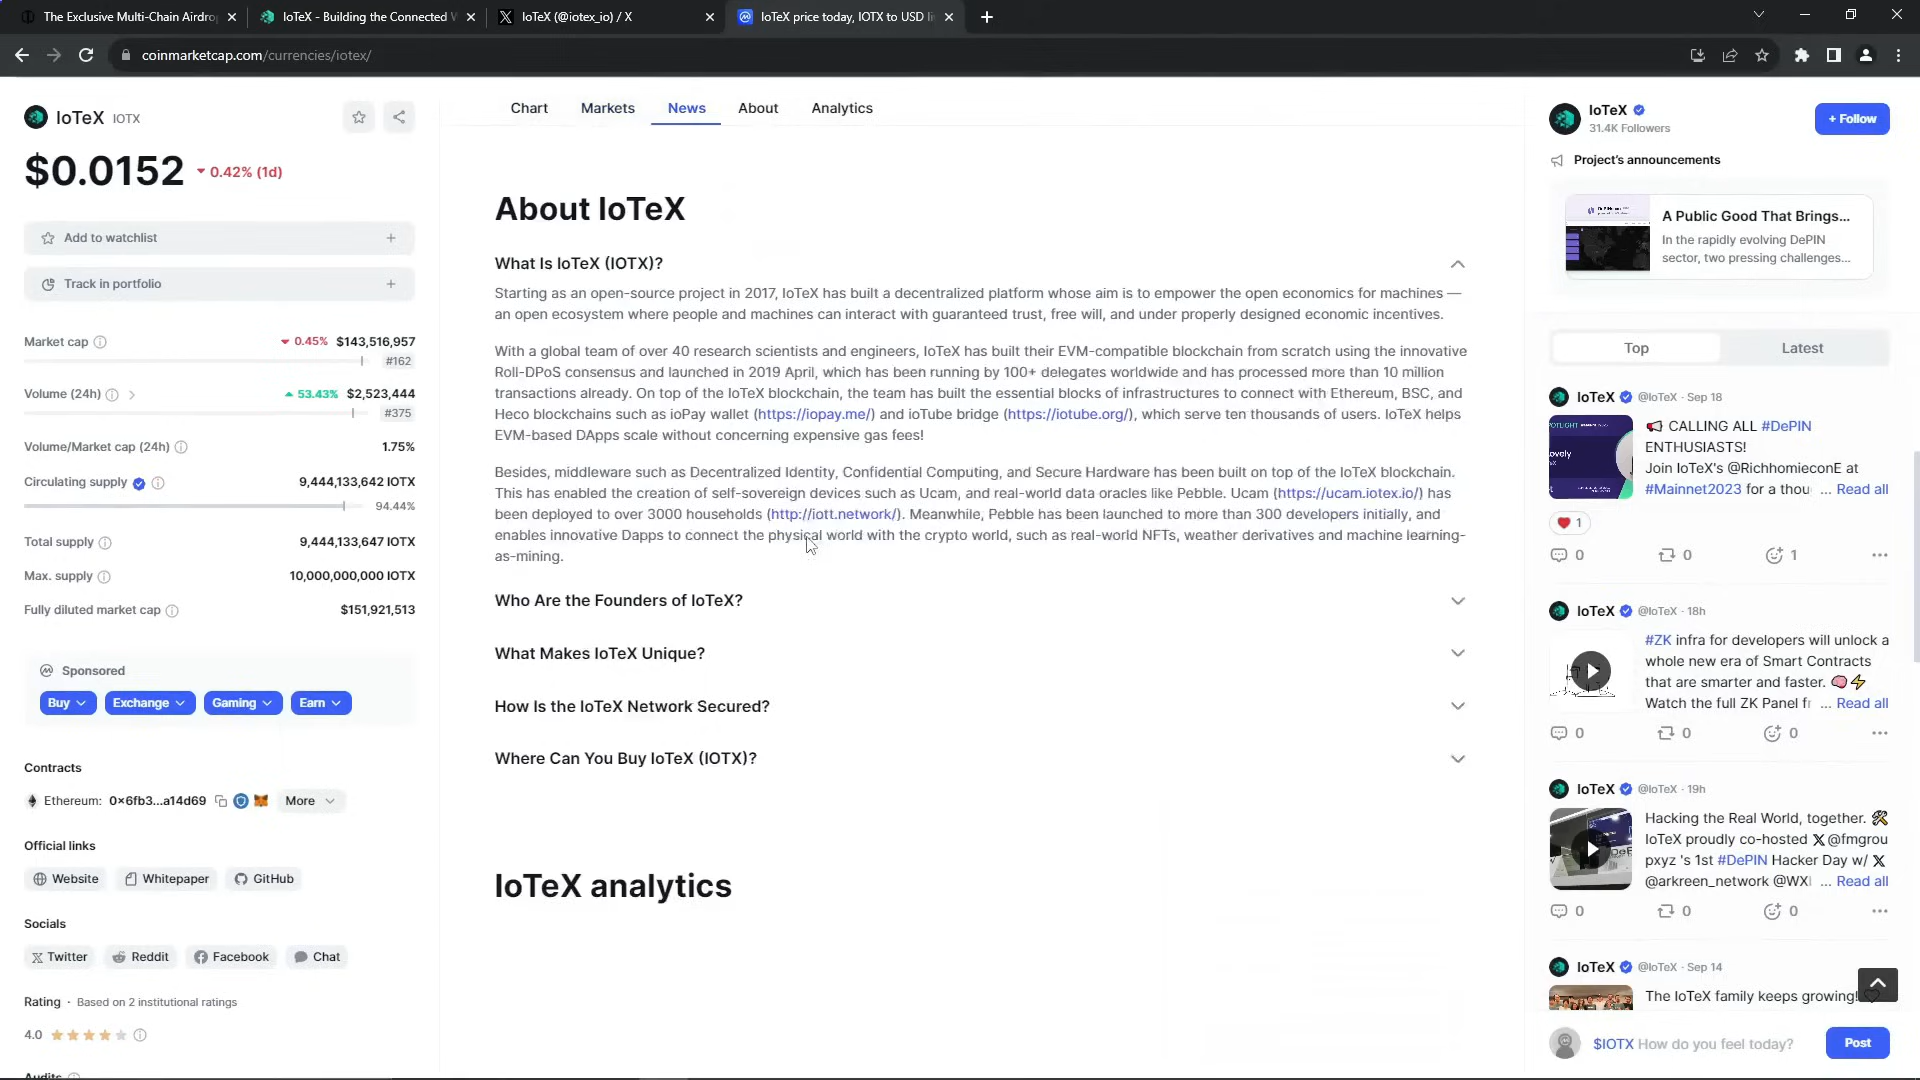 The Exclusive Multi-Chain Airdrop
IoTeX - Building the Connected W
IoTeX (@iotex_io) / X
IoTeX price today, IOTX to USD li
coinmarketcap.com/currencies/iotex/
IoTeX IOTX
$0.0152 0.42% (1d)
Add to watchlist +
Track in portfolio +
Market cap 0.45% $143,516,957
#162
Volume (24h) 53.43% $2,523,444
#375
Volume/Market cap (24h) 1.75%
Circulating supply 9,444,133,642 IOTX
94.44%
Total supply 9,444,133,647 IOTX
Max. supply 10,000,000,000 IOTX
Fully diluted market cap $151,921,513
Sponsored
Buy Exchange Gaming Earn
Contracts
Ethereum: 0x6fb3...a14d69 More
Official links
Website Whitepaper GitHub
Socials
Twitter Reddit Facebook Chat
Rating · Based on 2 institutional ratings
4.0
Audits
Chart Markets News About Analytics
About IoTeX
What Is IoTeX (IOTX)?
Starting as an open-source project in 2017, IoTeX has built a decentralized platform whose aim is to empower the open economics for machines —
an open ecosystem where people and machines can interact with guaranteed trust, free will, and under properly designed economic incentives.
With a global team of over 40 research scientists and engineers, IoTeX has built their EVM-compatible blockchain from scratch using the innovative
Roll-DPoS consensus and launched in 2019 April, which has been running by 100+ delegates worldwide and has processed more than 10 million
transactions already. On top of the IoTeX blockchain, the team has built the essential blocks of infrastructures to connect with Ethereum, BSC, and
Heco blockchains such as ioPay wallet (https://iopay.me/) and ioTube bridge (https://iotube.org/), which serve ten thousands of users. IoTeX helps
EVM-based DApps scale without concerning expensive gas fees!
Besides, middleware such as Decentralized Identity, Confidential Computing, and Secure Hardware has been built on top of the IoTeX blockchain.
This has enabled the creation of self-sovereign devices such as Ucam, and real-world data oracles like Pebble. Ucam (https://ucam.iotex.io/) has
been deployed to over 3000 households (http://iott.network/). Meanwhile, Pebble has been launched to more than 300 developers initially, and
enables innovative Dapps to connect the physical world with the crypto world, such as real-world NFTs, weather derivatives and machine learning-
as-mining.
Who Are the Founders of IoTeX?
What Makes IoTeX Unique?
How Is the IoTeX Network Secured?
Where Can You Buy IoTeX (IOTX)?
IoTeX analytics
IoTeX
31.4K Followers
+ Follow
Project's announcements
A Public Good That Brings...
In the rapidly evolving DePIN
sector, two pressing challenges...
Top Latest
IoTeX @IoTeX · Sep 18
📢 CALLING ALL #DePIN
ENTHUSIASTS!
Join IoTeX's @RichhomieconE at
#Mainnet2023 for a thou ... Read all
❤️ 1
0 0 1 ...
IoTeX @IoTeX · 18h
#ZK infra for developers will unlock a
whole new era of Smart Contracts
that are smarter and faster. 🧠⚡
Watch the full ZK Panel fr ... Read all
0 0 0 ...
IoTeX @IoTeX · 19h
Hacking the Real World, together. 🛠
IoTeX proudly co-hosted X @fmgrou
pxyz 's 1st #DePIN Hacker Day w/ X
@arkreen_network @WX ... Read all
0 0 0 ...
IoTeX @IoTeX · Sep 14
The IoTeX family keeps growing!
$IOTX How do you feel today?
Post